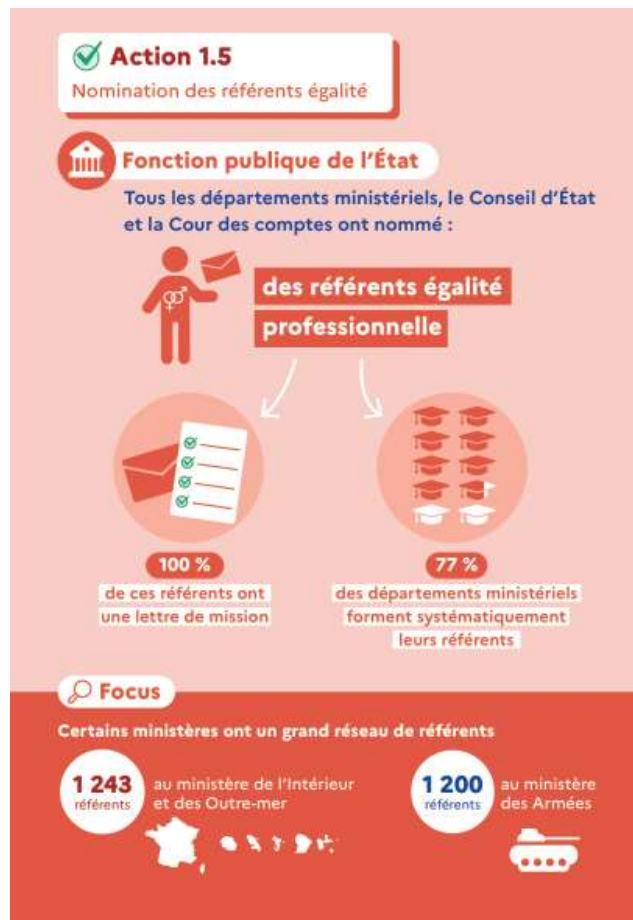 Action 1.5
Nomination des référents égalité
Fonction publique de l’État
Tous les départements ministériels, le Conseil d’État
et la Cour des comptes ont nommé :
des référents égalité
professionnelle
100 %
de ces référents ont
une lettre de mission
77 %
des départements ministériels
forment systématiquement
leurs référents
Focus
Certains ministères ont un grand réseau de référents
1 243
référents
au ministère de l’Intérieur
et des Outre-mer
1 200
référents
au ministère
des Armées